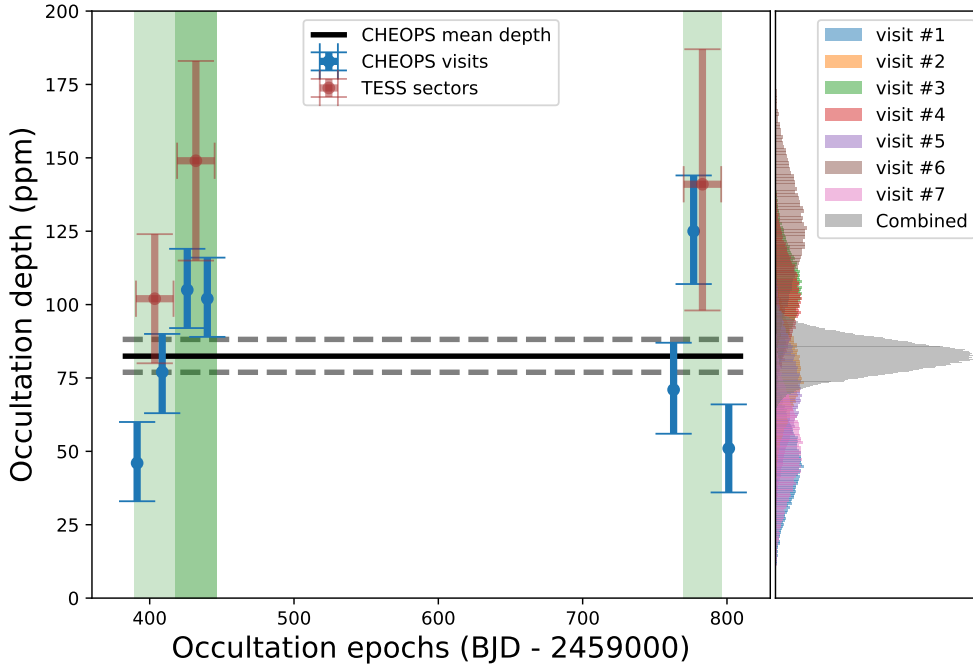 200
175
150
125
100
75
50
25
0
Occultation depth (ppm)
400
500
600
700
800
Occultation epochs (BJD - 2459000)
CHEOPS mean depth
CHEOPS visits
TESS sectors
visit #1
visit #2
visit #3
visit #4
visit #5
visit #6
visit #7
Combined